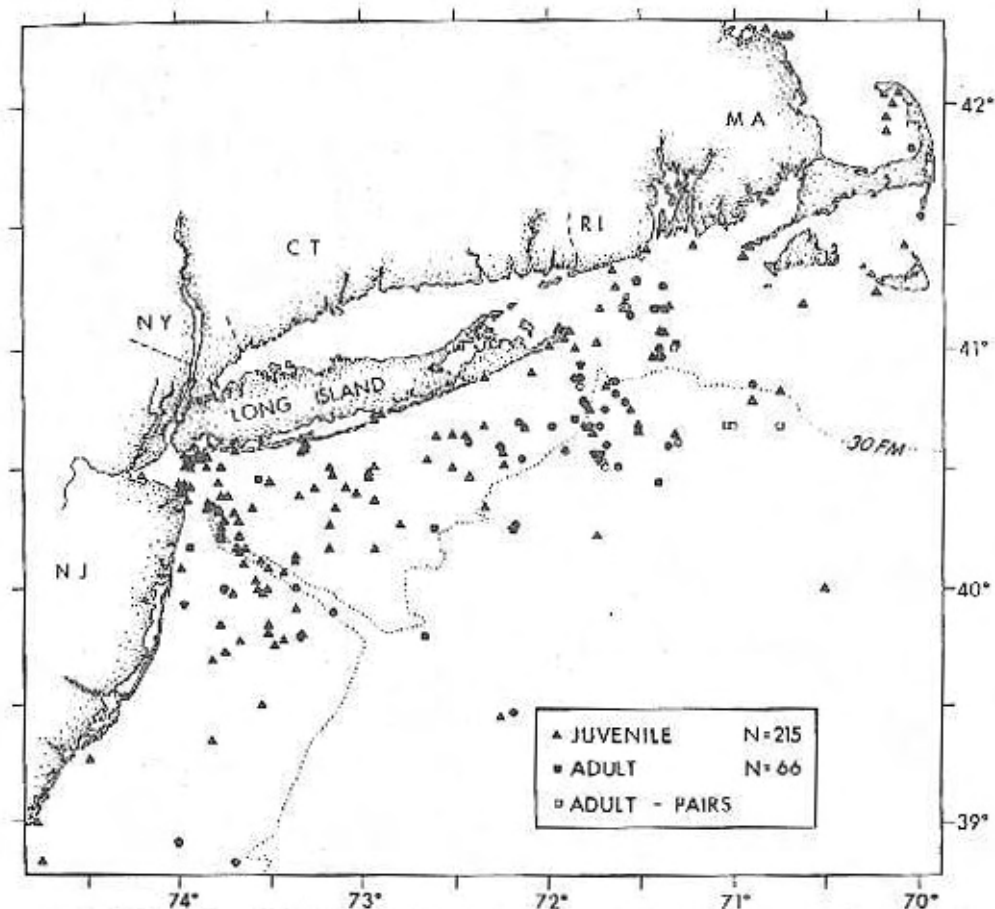 42°
MA
RI
CT
NY
41°
LONG ISLAND
30 FM
NJ
40°
▲ JUVENILE N=215
■ ADULT N=66
□ ADULT - PAIRS
39°
74° 73° 72° 71° 70°